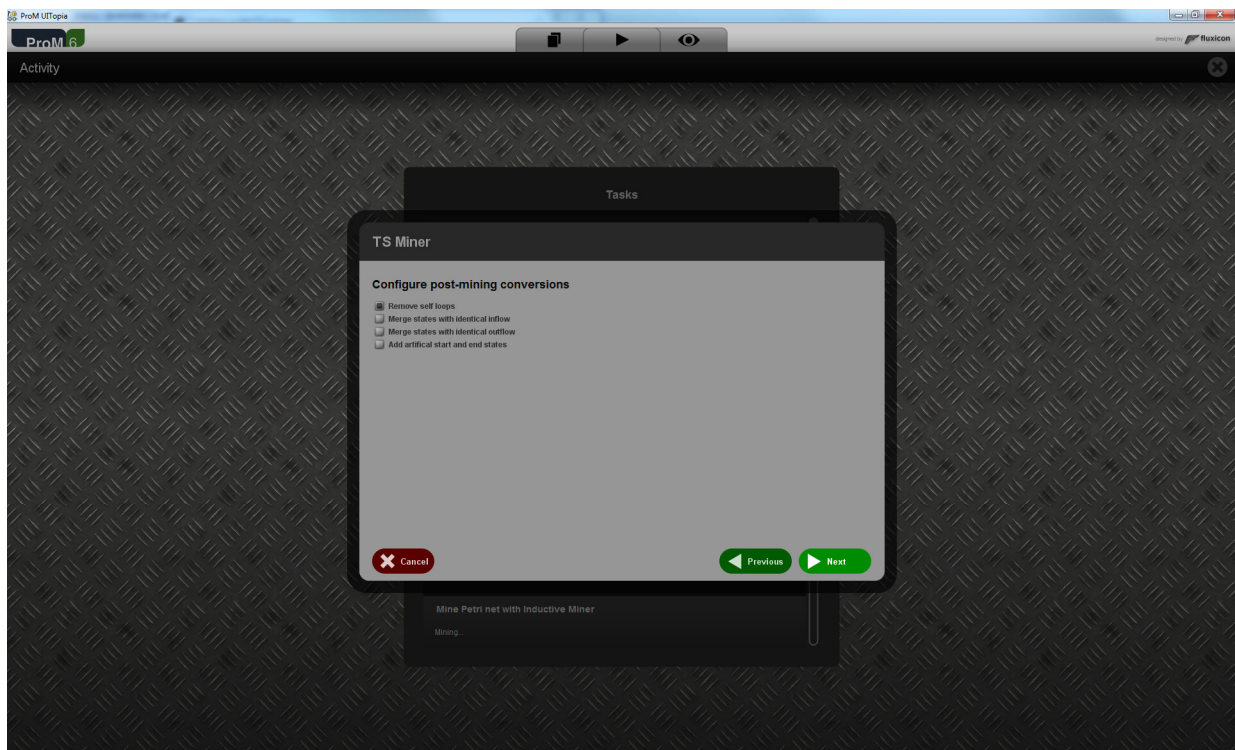 ProM UITopia
ProM 6
designed by fluxicon
Activity
Tasks
TS Miner
Configure post-mining conversions
Remove self loops
Merge states with identical inflow
Merge states with identical outflow
Add artifical start and end states
Cancel
Previous
Next
Mine Petri net with Inductive Miner
Mining...